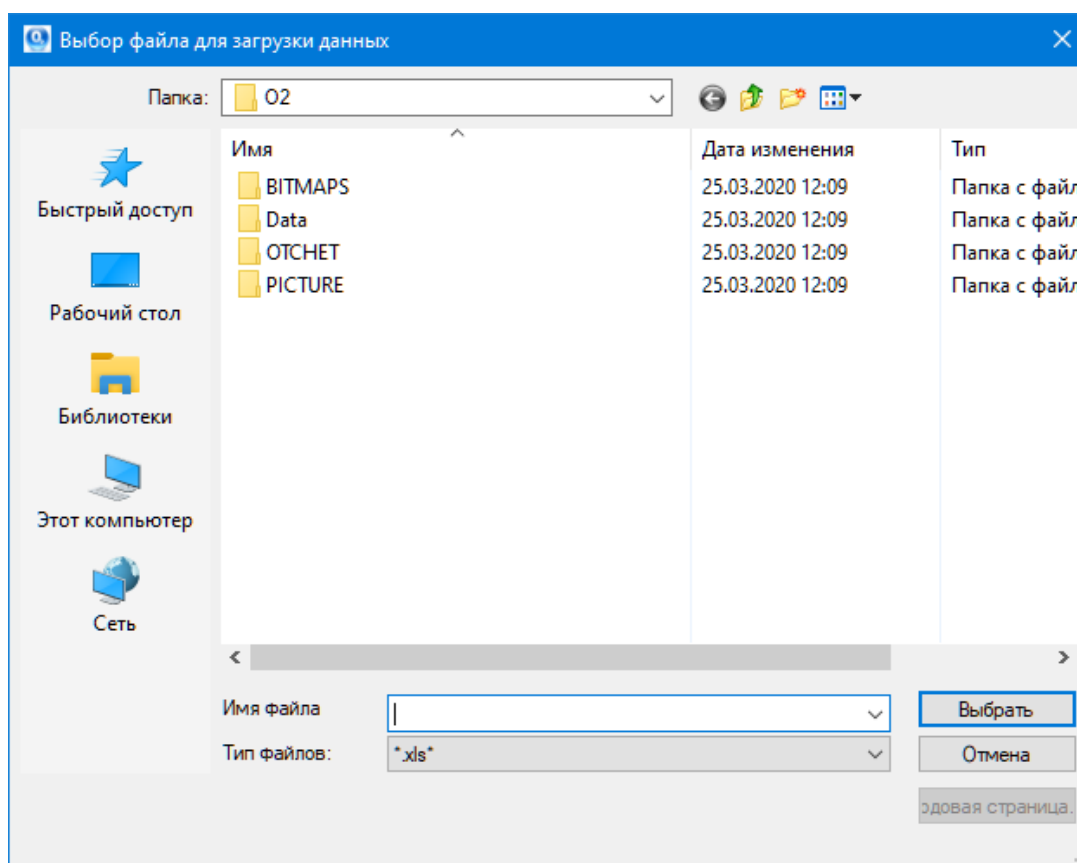 Выбор файла для загрузки данных
Папка: O2
Имя Дата изменения Тип
BITMAPS 25.03.2020 12:09 Папка с файл
Data 25.03.2020 12:09 Папка с файл
OTCHET 25.03.2020 12:09 Папка с файл
PICTURE 25.03.2020 12:09 Папка с файл
Быстрый доступ
Рабочий стол
Библиотеки
Этот компьютер
Сеть
Имя файла Выбрать
Тип файлов: *.xls* Отмена
одовая страница.